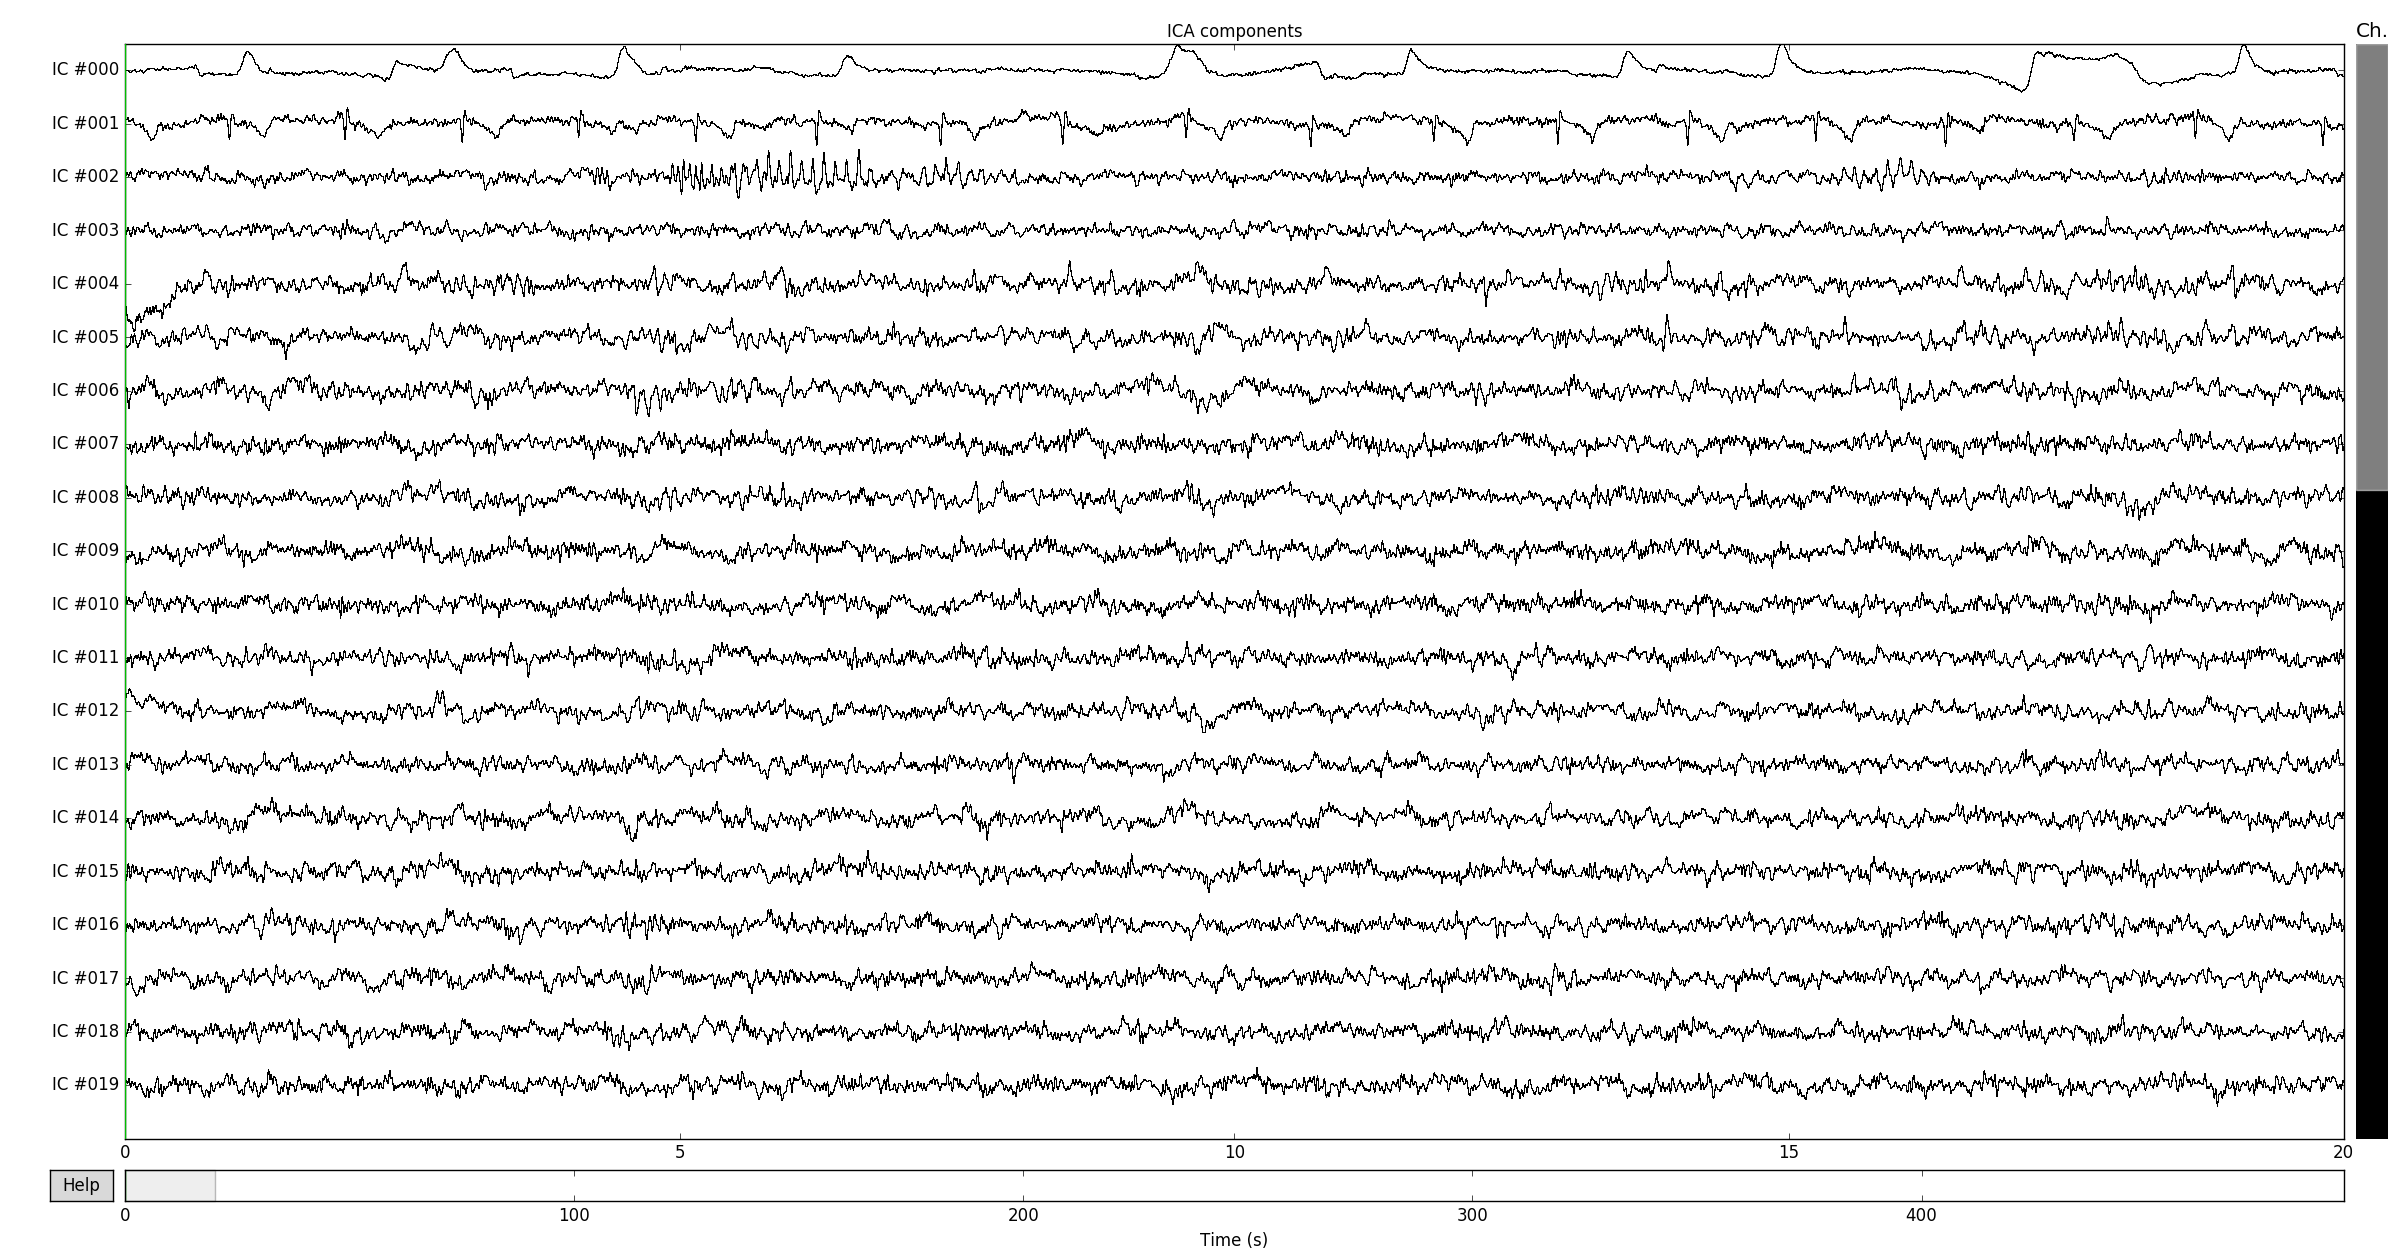 ICA components
Ch.
IC #000
IC #001
IC #002
IC #003
IC #004
IC #005
IC #006
IC #007
IC #008
IC #009
IC #010
IC #011
IC #012
IC #013
IC #014
IC #015
IC #016
IC #017
IC #018
IC #019
0 5 10 15 20
Help
0 100 200 300 400
Time (s)